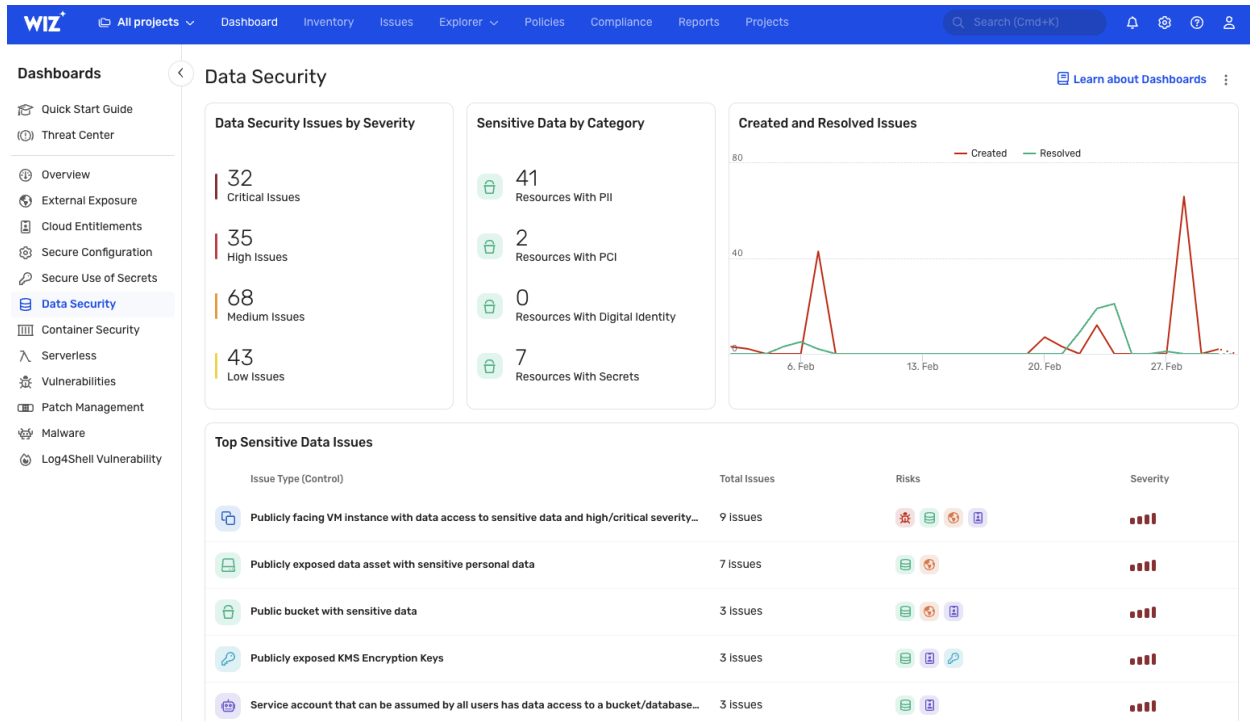 WIZ All projects Dashboard Inventory Issues Explorer Policies Compliance Reports Projects Search (Cmd+K)
Dashboards
Quick Start Guide
Threat Center
Overview
External Exposure
Cloud Entitlements
Secure Configuration
Secure Use of Secrets
Data Security
Container Security
Serverless
Vulnerabilities
Patch Management
Malware
Log4Shell Vulnerability
Data Security
Learn about Dashboards
Data Security Issues by Severity
32
Critical Issues
35
High Issues
68
Medium Issues
43
Low Issues
Sensitive Data by Category
41
Resources With PII
2
Resources With PCI
0
Resources With Digital Identity
7
Resources With Secrets
Created and Resolved Issues
Created Resolved
80
40
0
6. Feb 13. Feb 20. Feb 27. Feb
Top Sensitive Data Issues
Issue Type (Control) Total Issues Risks Severity
Publicly facing VM instance with data access to sensitive data and high/critical severity... 9 issues
Publicly exposed data asset with sensitive personal data 7 issues
Public bucket with sensitive data 3 issues
Publicly exposed KMS Encryption Keys 3 issues
Service account that can be assumed by all users has data access to a bucket/database... 3 issues